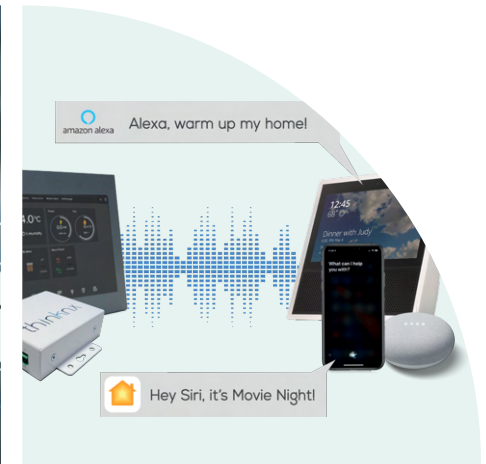 amazon alexa
Alexa, warm up my home!
12:45
Dinner with Judy
What can I help
you with?
thinknx
Hey Siri, it's Movie Night!